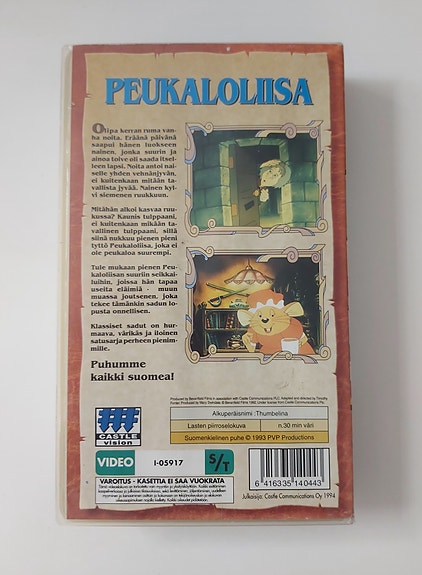 PEUKALOLIISA
Olipa kerran ruma van-
ha noita. Eräänä päivänä
saapui hänen luokseen
nainen, jonka suurin ja
ainoa toive oli saada itsel-
leen lapsi. Noita antoi nai-
selle yhden vehnänjyvän,
ei kuitenkaan mitään ta-
vallista jyvää. Nainen kyl-
vi siemenen ruukkuun.
Mitähän alkoi kasvaa ruu-
kussa? Kaunis tulppaani,
ei kuitenkaan mikään ta-
vallinen tulppaani, sillä
siinä nukkuu pienen pieni
tyttö Peukaloliisa, joka ei
ole peukaloa suurempi.
Tule mukaan pienen Peu-
kaloliisan suuriin seikkai-
luihin, joissa hän tapaa
useita eläimiä - muun
muassa joutsenen, joka
tekee tämänkin sadun lo-
pusta onnellisen.
Klassiset sadut on hur-
maava, värikäs ja iloinen
satusarja perheen pienim-
mille.
Puhumme
kaikki suomea!
Alkuperäisnimi :Thumbelina
Lasten piirroselokuva
n.30 min väri
Suomenkielinen puhe © 1993 PVP Productions
CASTLE
vision
VIDEO
I-05917
S/T
VAROITUS - KASETTIA EI SAA VUOKRATA
6 416335 140443
Julkaisija: Castle Communications Oy 1994